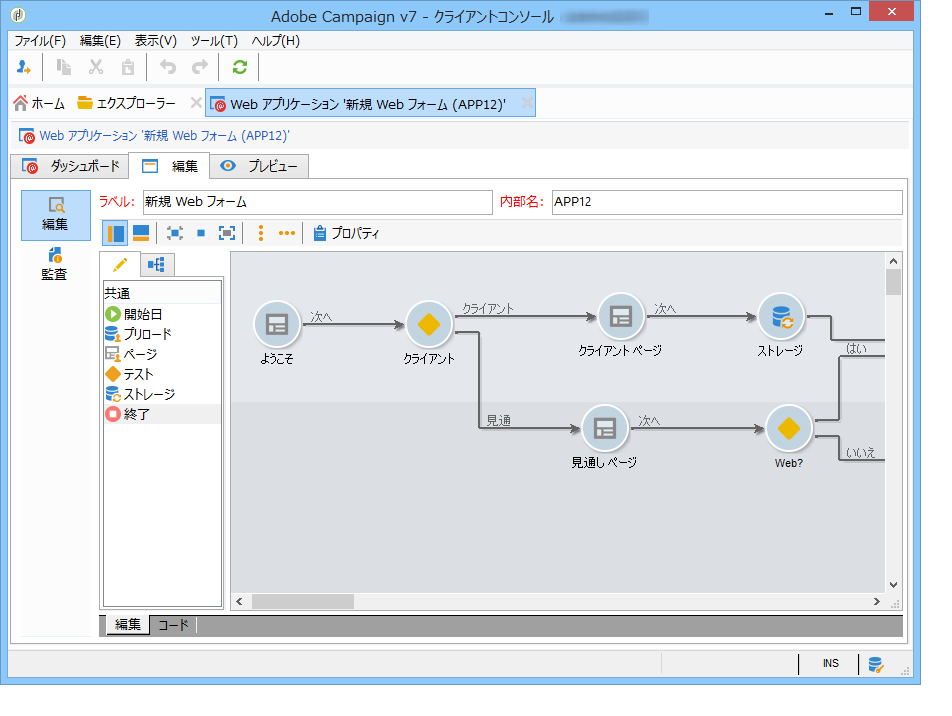 Adobe Campaign v7 - クライアントコンソール
ファイル(F) 編集(E) 表示(V) ツール(T) ヘルプ(H)
ホーム エクスプローラー Web アプリケーション '新規 Web フォーム (APP12)'
Web アプリケーション '新規 Web フォーム (APP12)'
ダッシュボード 編集 プレビュー
編集
監査
ラベル: 新規 Web フォーム 内部名: APP12
プロパティ
共通
開始日
プリロード
ページ
テスト
ストレージ
終了
次へ クライアント 次へ
ようこそ クライアント クライアント ページ ストレージ
はい
見通 次へ
いいえ
見通し ページ Web?
編集 コード
INS